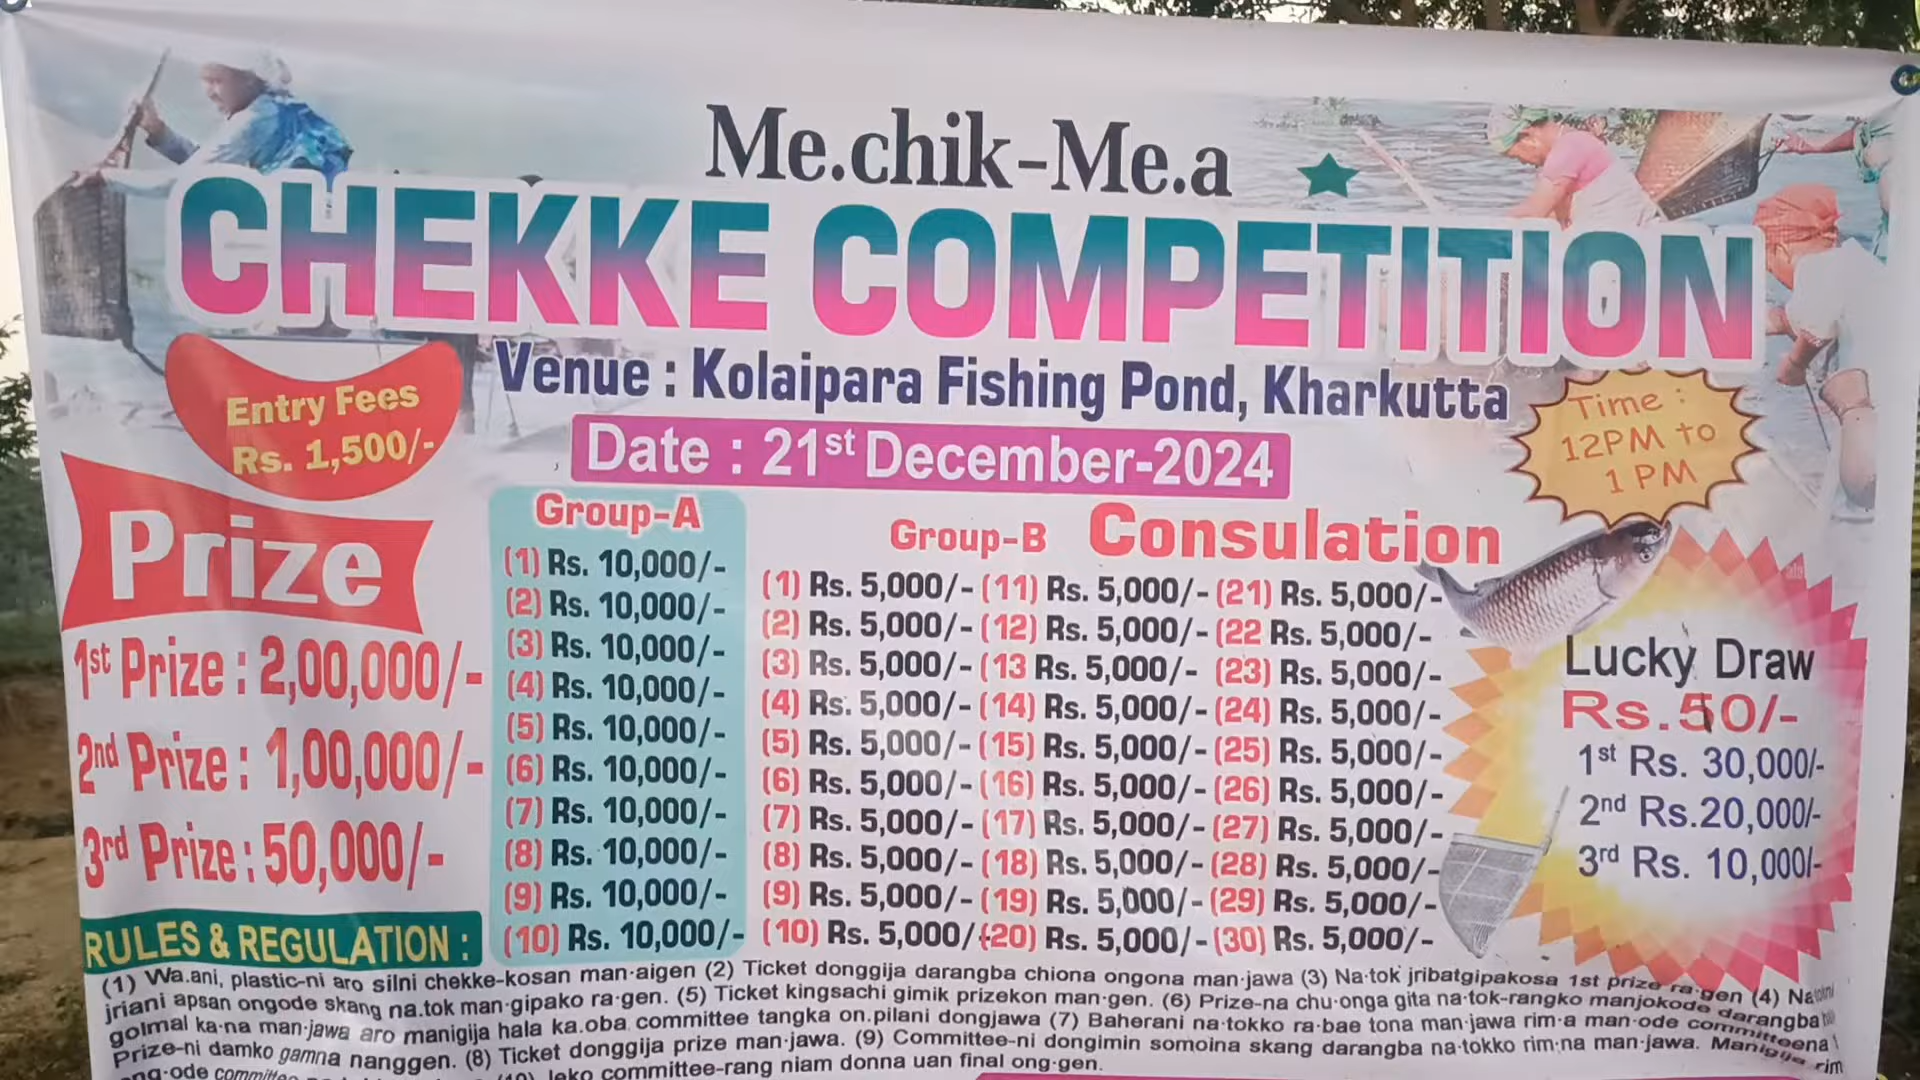 Me.chik-Me.a
CHEKKE COMPETITION
Venue : Kolaipara Fishing Pond, Kharkutta
Date : 21st December-2024
Time :
12PM to
1 PM
Entry Fees
Rs. 1,500/-
Prize
1st Prize : 2,00,000/-
2nd Prize : 1,00,000/-
3rd Prize : 50,000/-
Group-A
(1) Rs. 10,000/-
(2) Rs. 10,000/-
(3) Rs. 10,000/-
(4) Rs. 10,000/-
(5) Rs. 10,000/-
(6) Rs. 10,000/-
(7) Rs. 10,000/-
(8) Rs. 10,000/-
(9) Rs. 10,000/-
(10) Rs. 10,000/-
Group-B Consulation
(1) Rs. 5,000/- (11) Rs. 5,000/- (21) Rs. 5,000/-
(2) Rs. 5,000/- (12) Rs. 5,000/- (22 Rs. 5,000/-
(3) Rs. 5,000/- (13 Rs. 5,000/- (23) Rs. 5,000/-
(4) Rs. 5,000/- (14) Rs. 5,000/- (24) Rs. 5,000/-
(5) Rs. 5,000/- (15) Rs. 5,000/- (25) Rs. 5,000/-
(6) Rs. 5,000/- (16) Rs. 5,000/- (26) Rs. 5,000/-
(7) Rs. 5,000/- (17) Rs. 5,000/- (27) Rs. 5,000/-
(8) Rs. 5,000/- (18) Rs. 5,000/- (28) Rs. 5,000/-
(9) Rs. 5,000/- (19) Rs. 5,000/- (29) Rs. 5,000/-
(10) Rs. 5,000/-(20) Rs. 5,000/- (30) Rs. 5,000/-
Lucky Draw
Rs.50/-
1st Rs. 30,000/-
2nd Rs.20,000/-
3rd Rs. 10,000/-
RULES & REGULATION :
(1) Wa.ani, plastic-ni aro silni chekke-kosan man·aigen (2) Ticket donggija darangba chiona ongona man·jawa (3) Na·tok jribatgipakosa 1st prize ra·gen (4)
jriani apsan ongode skang na.tok man·gipako ra·gen. (5) Ticket kingsachi gimik prizekon man·gen. (6) Prize-na chu·onga gita na·tok-rangko manjokode darangba
golmal ka·na man·jawa aro manigija hala ka.oba committee tangka on.pilani dongjawa (7) Baherani na·tokko ra·bae tona man·jawa rim·a man·ode committeena
Prize-ni damko gamna nanggen. (8) Ticket donggija prize man·jawa. (9) Committee-ni dongimin somoina skang darangba na·tokko rim·na man·jawa. Manigija rim
ong·ode Ieko committee-rang niam donna uan final ong·gen.